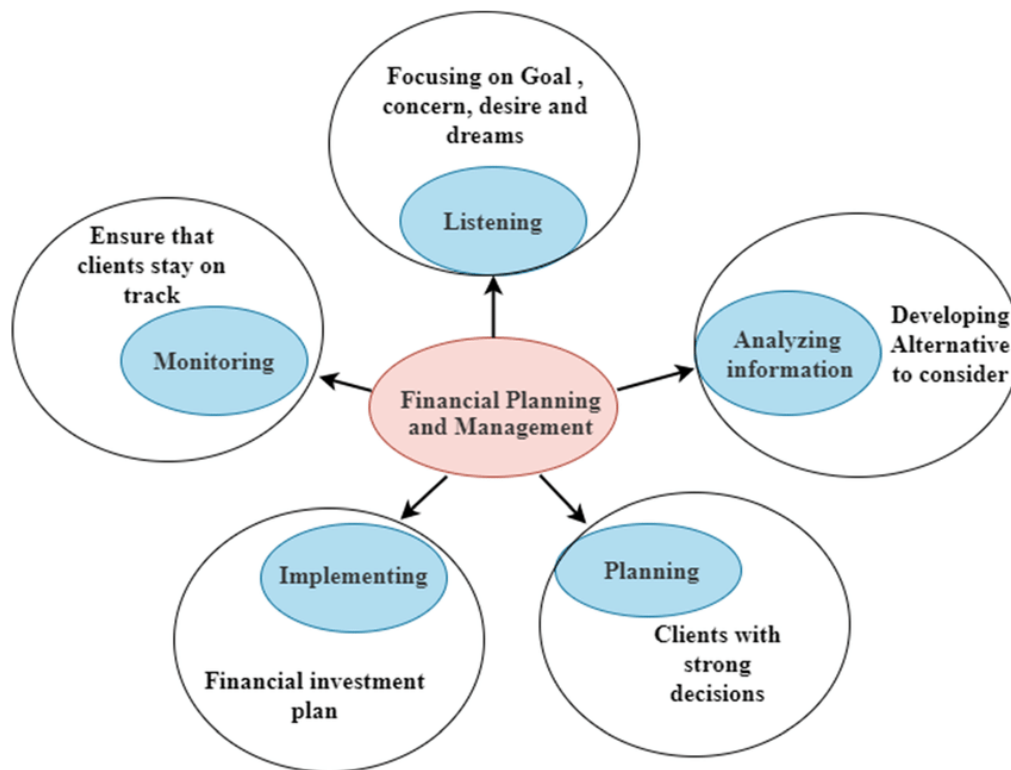 Focusing on Goal ,
concern, desire and
dreams
Listening
Ensure that
clients stay on
track
Monitoring
Analyzing
information
Developing
Alternative
to consider
Financial Planning
and Management
Implementing
Financial investment
plan
Planning
Clients with
strong
decisions